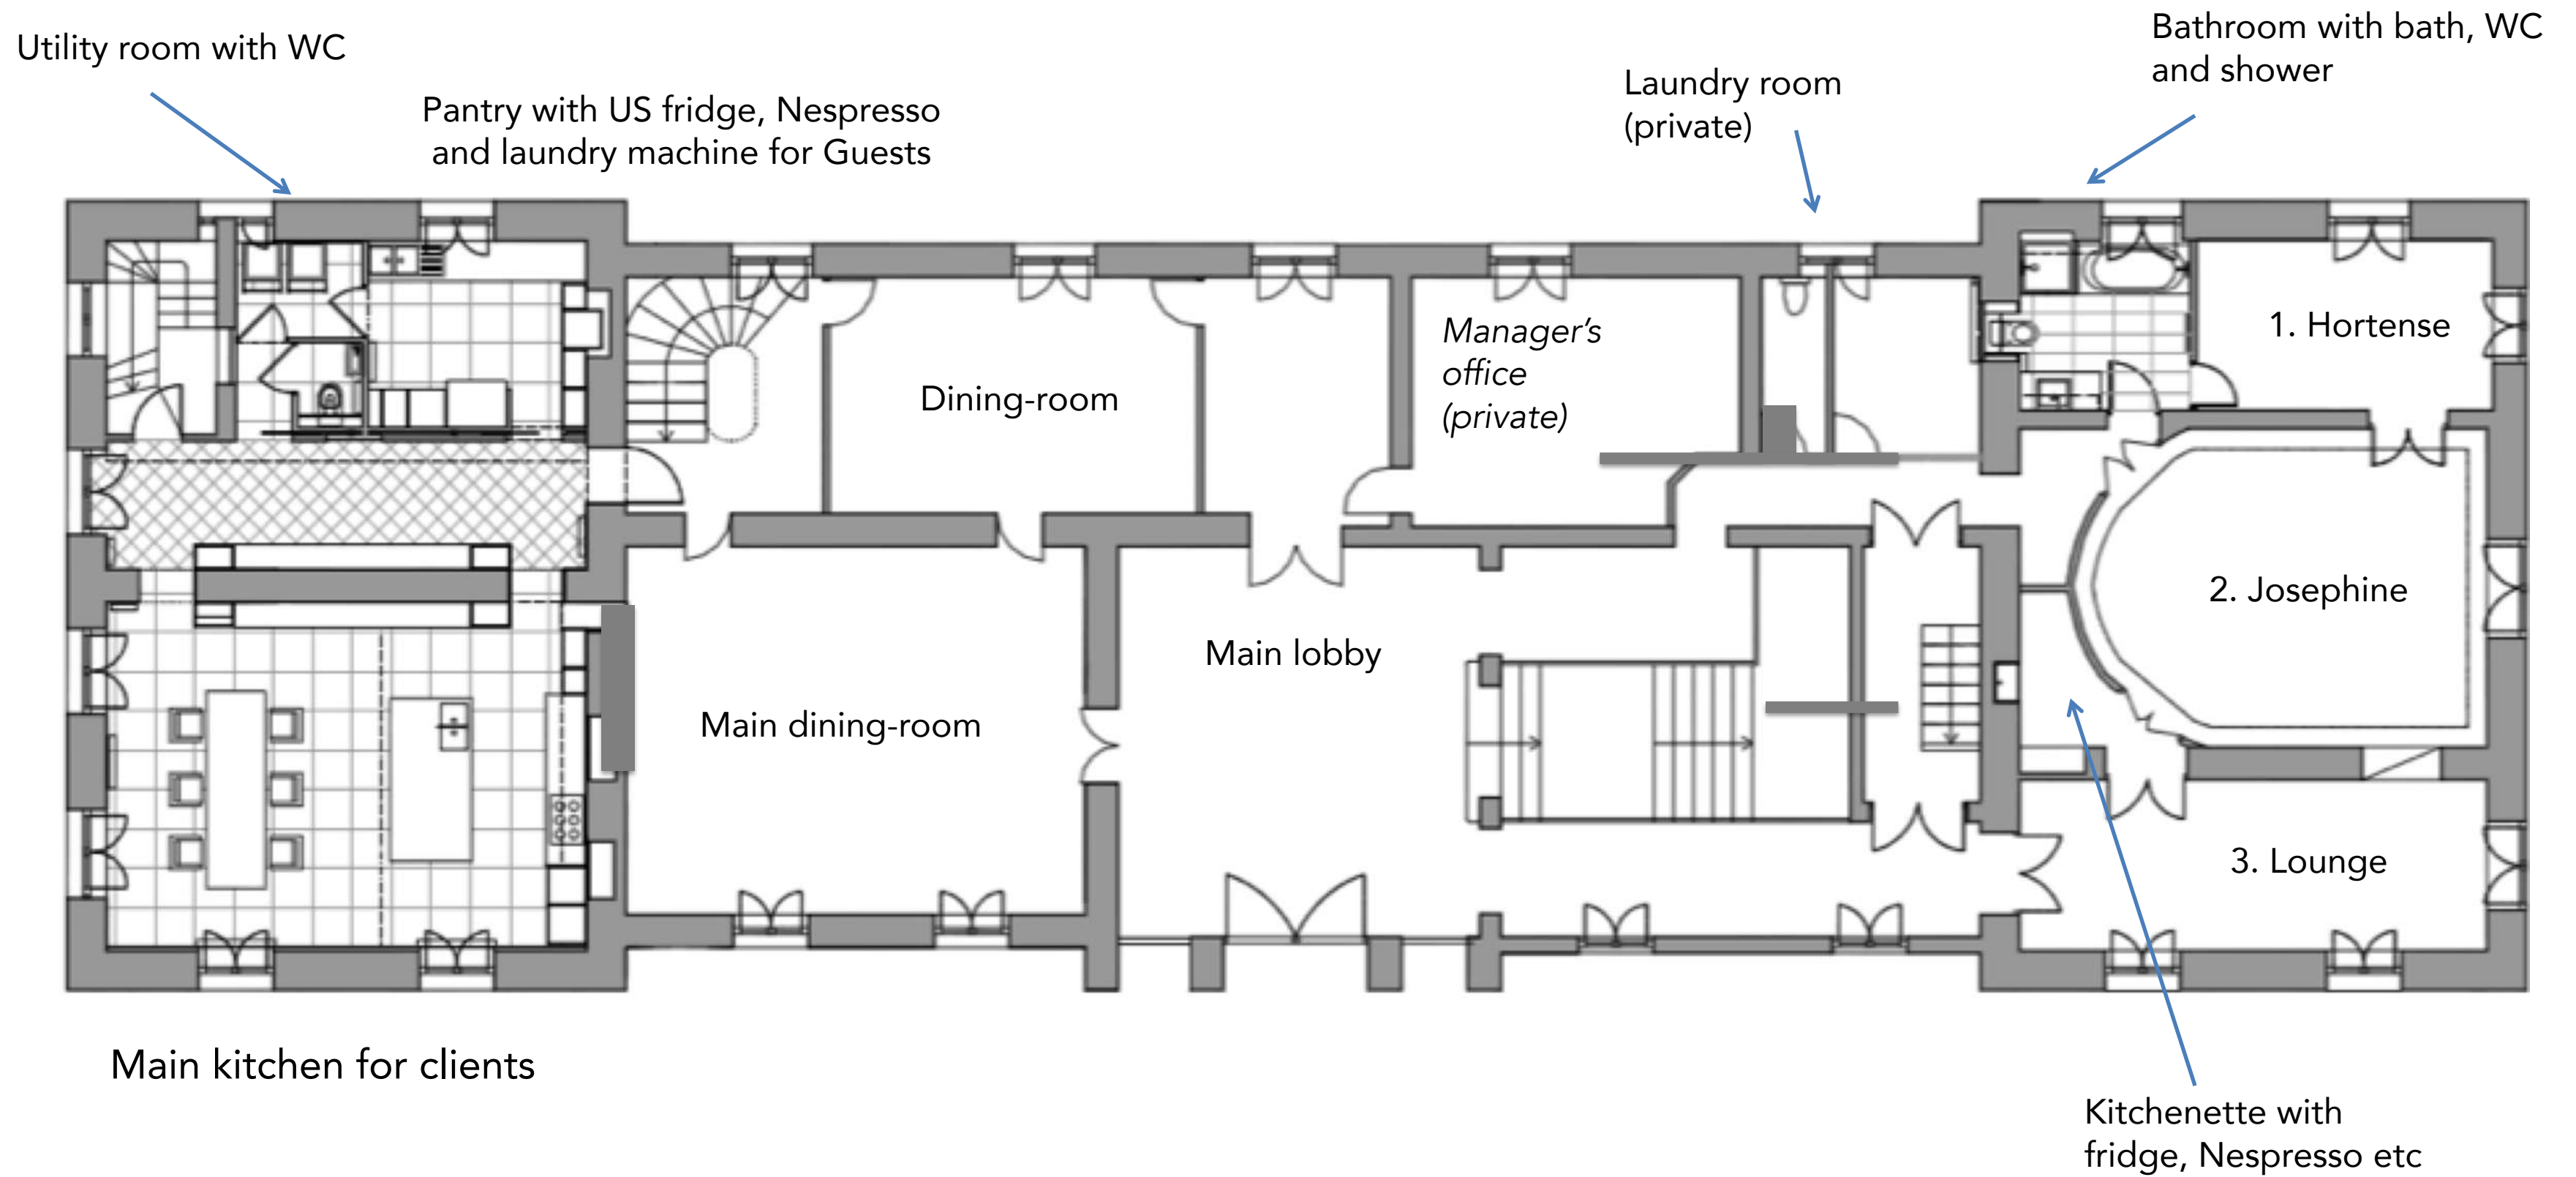 Utility room with WC
Pantry with US fridge, Nespresso
and laundry machine for Guests
Laundry room
(private)
Bathroom with bath, WC
and shower
Manager’s
office
(private)
Dining-room
1. Hortense
2. Josephine
Main lobby
Main dining-room
3. Lounge
Main kitchen for clients
Kitchenette with
fridge, Nespresso etc